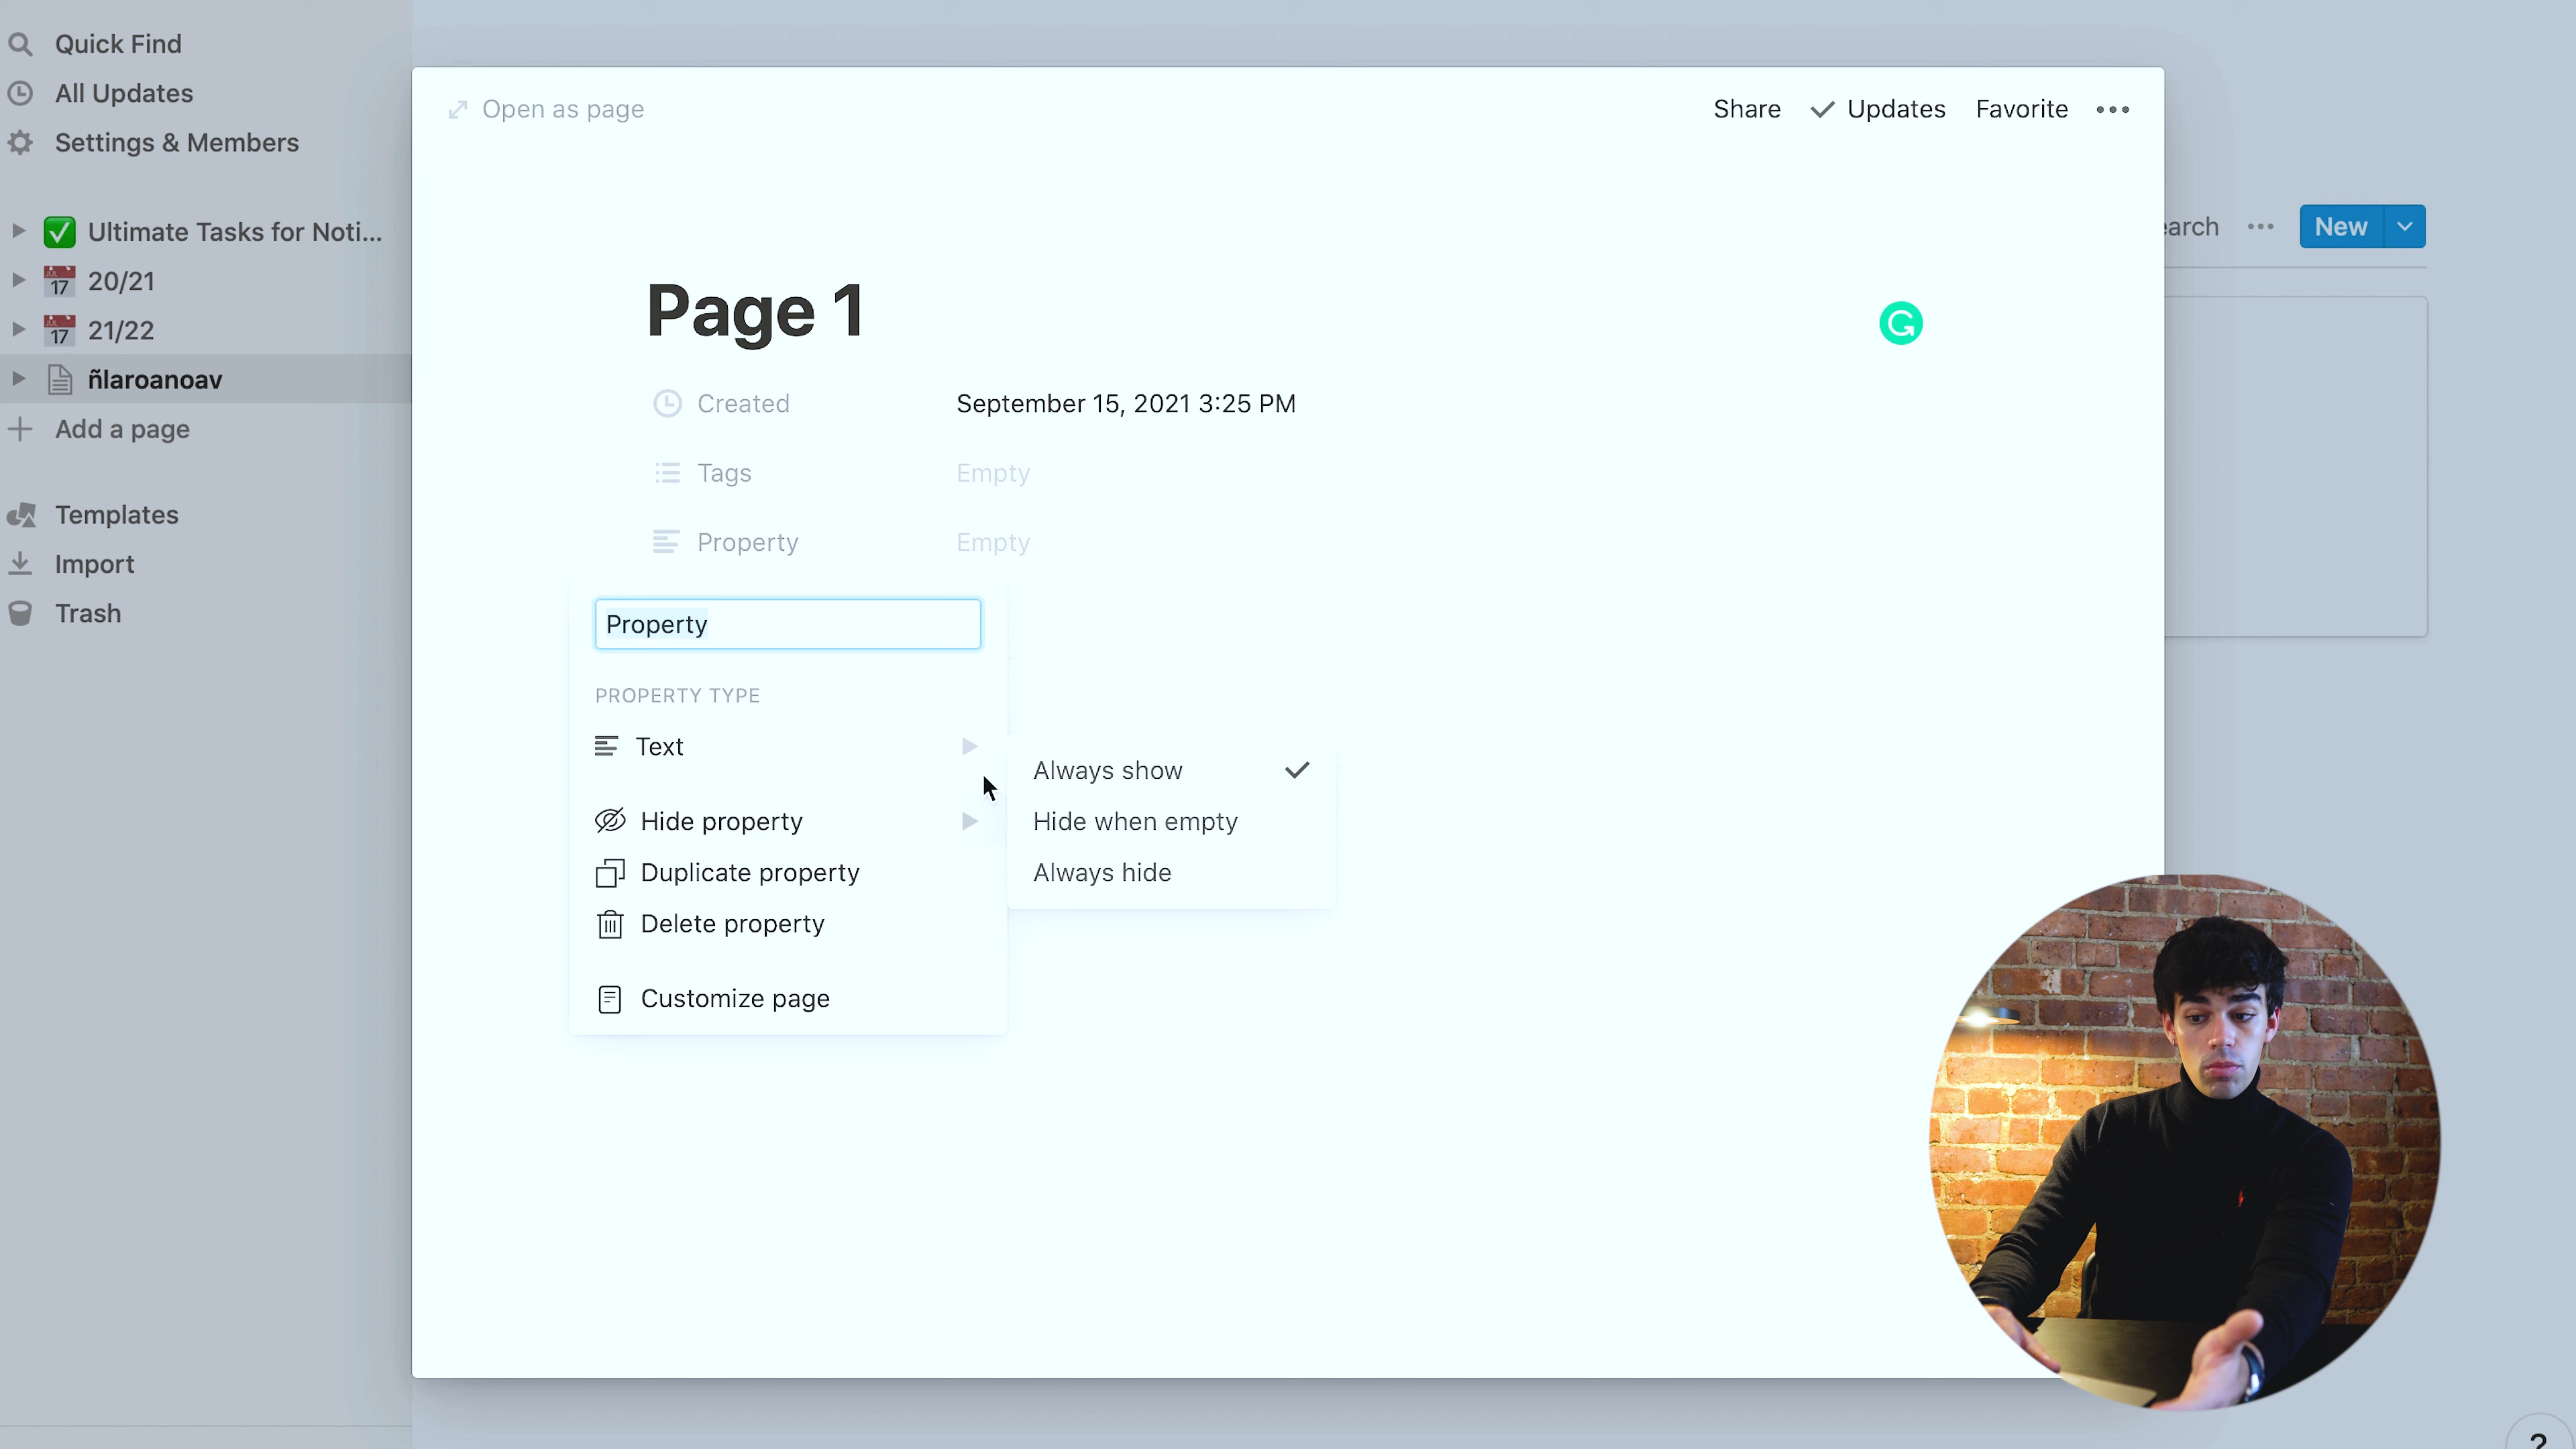 Quick Find
All Updates
Settings & Members
Ultimate Tasks for Noti...
20/21
21/22
ñlaroanoav
Add a page
Templates
Import
Trash
Open as page
Share
Updates
Favorite
earch
New
Page 1
Created
September 15, 2021 3:25 PM
Tags
Empty
Property
Empty
Property
PROPERTY TYPE
Text
Hide property
Duplicate property
Delete property
Customize page
Always show
Hide when empty
Always hide
?